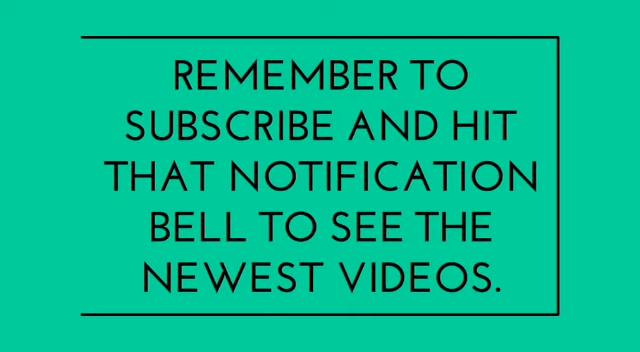 REMEMBER TO
SUBSCRIBE AND HIT
THAT NOTIFICATION
BELL TO SEE THE
NEWEST VIDEOS.